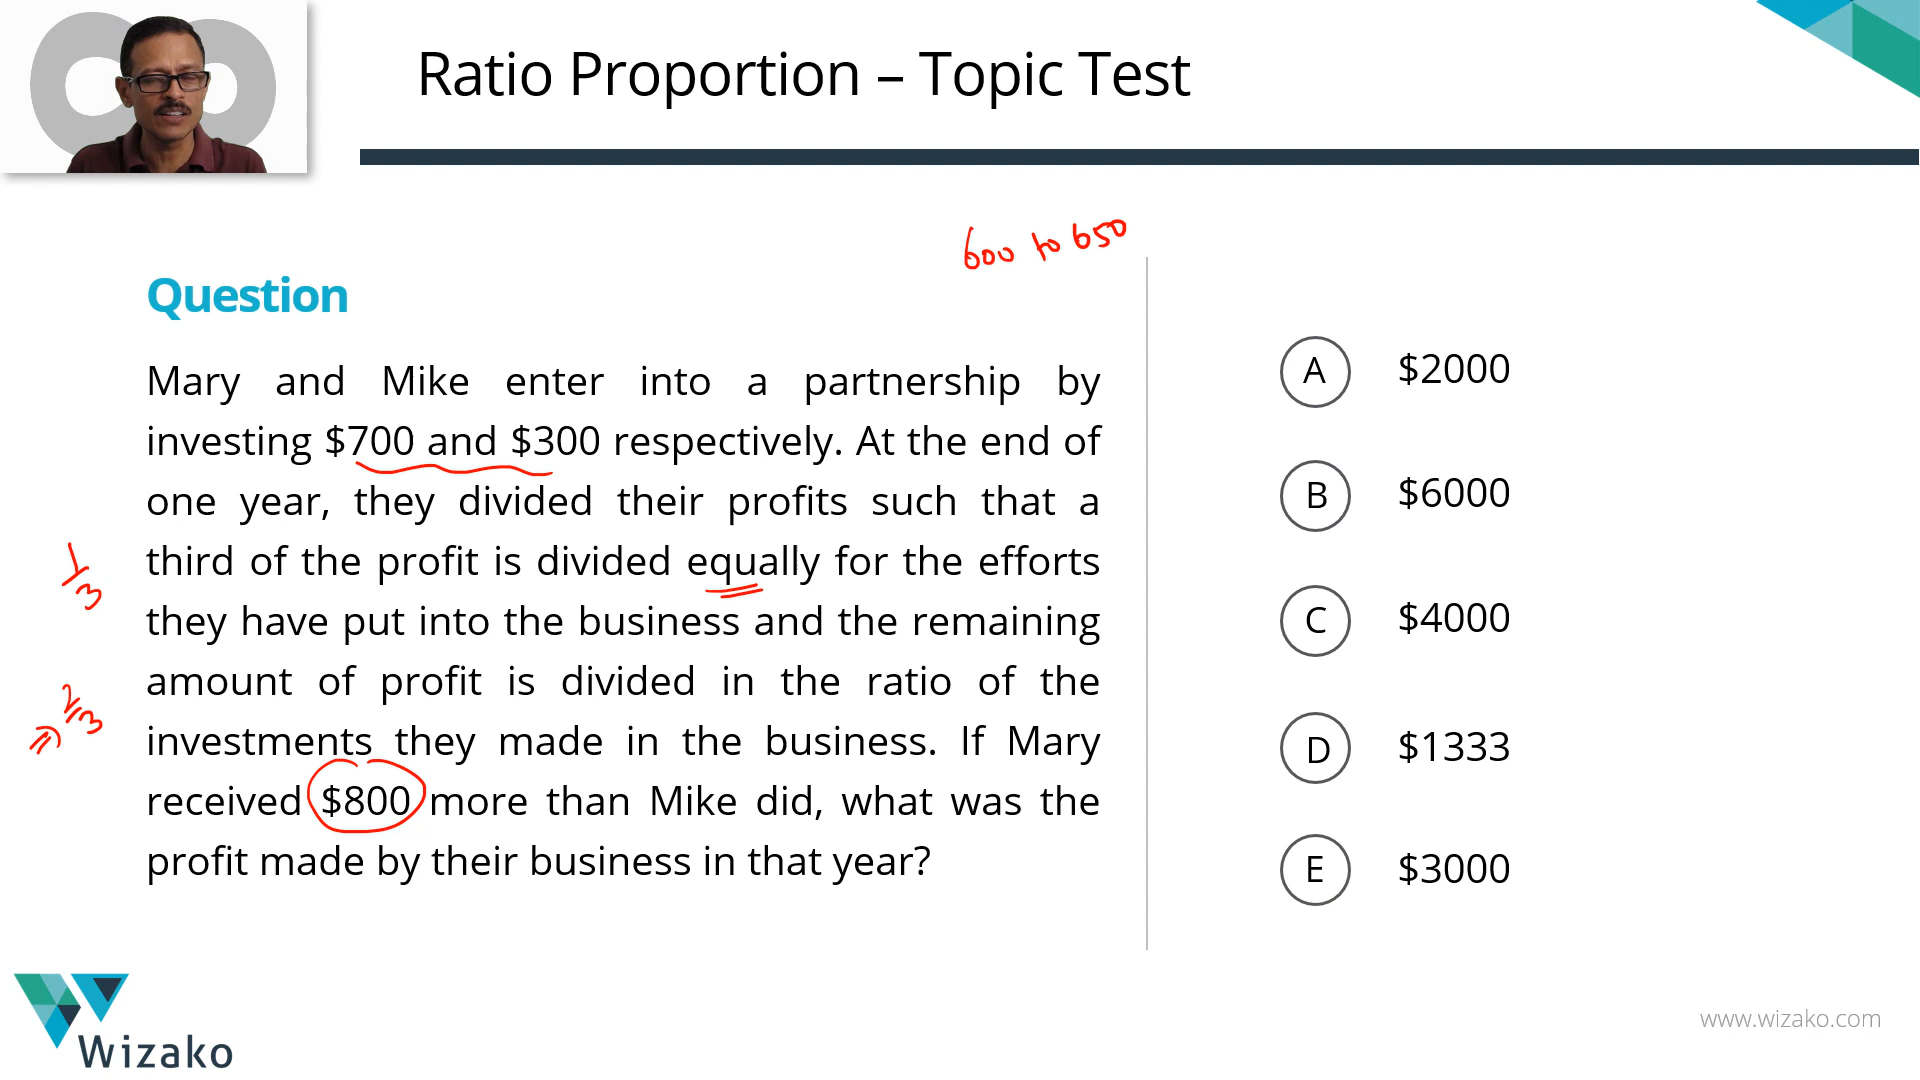 Ratio Proportion – Topic Test
600 to 650
Question
Mary and Mike enter into a partnership by
investing $700 and $300 respectively. At the end of
one year, they divided their profits such that a
third of the profit is divided equally for the efforts
they have put into the business and the remaining
amount of profit is divided in the ratio of the
investments they made in the business. If Mary
received $800 more than Mike did, what was the
profit made by their business in that year?
1/3
⇒ 2/3
A $2000
B $6000
C $4000
D $1333
E $3000
Wizako
www.wizako.com